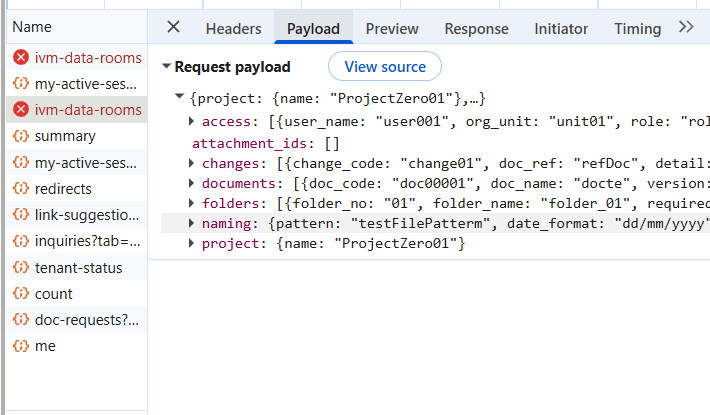 Name
ivm-data-rooms
my-active-ses...
ivm-data-rooms
summary
my-active-ses...
redirects
link-suggestio...
inquiries?tab=...
tenant-status
count
doc-requests?...
me
Headers Payload Preview Response Initiator Timing
Request payload View source
{project: {name: "ProjectZero01"},…}
access: [{user_name: "user001", org_unit: "unit01", role: "rol
attachment_ids: []
changes: [{change_code: "change01", doc_ref: "refDoc", detail:
documents: [{doc_code: "doc00001", doc_name: "docte", version:
folders: [{folder_no: "01", folder_name: "folder_01", required
naming: {pattern: "testFilePatterm", date_format: "dd/mm/yyyy"
project: {name: "ProjectZero01"}